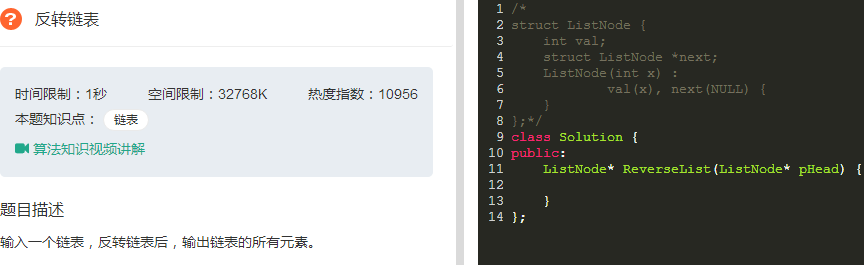 ? 反转链表
时间限制：1秒 空间限制：32768K 热度指数：10956
本题知识点： 链表
算法知识视频讲解
题目描述
输入一个链表，反转链表后，输出链表的所有元素。
1 /*
2 struct ListNode {
3     int val;
4     struct ListNode *next;
5     ListNode(int x) :
6             val(x), next(NULL) {
7     }
8 };*/
9 class Solution {
10 public:
11     ListNode* ReverseList(ListNode* pHead) {
12
13     }
14 };